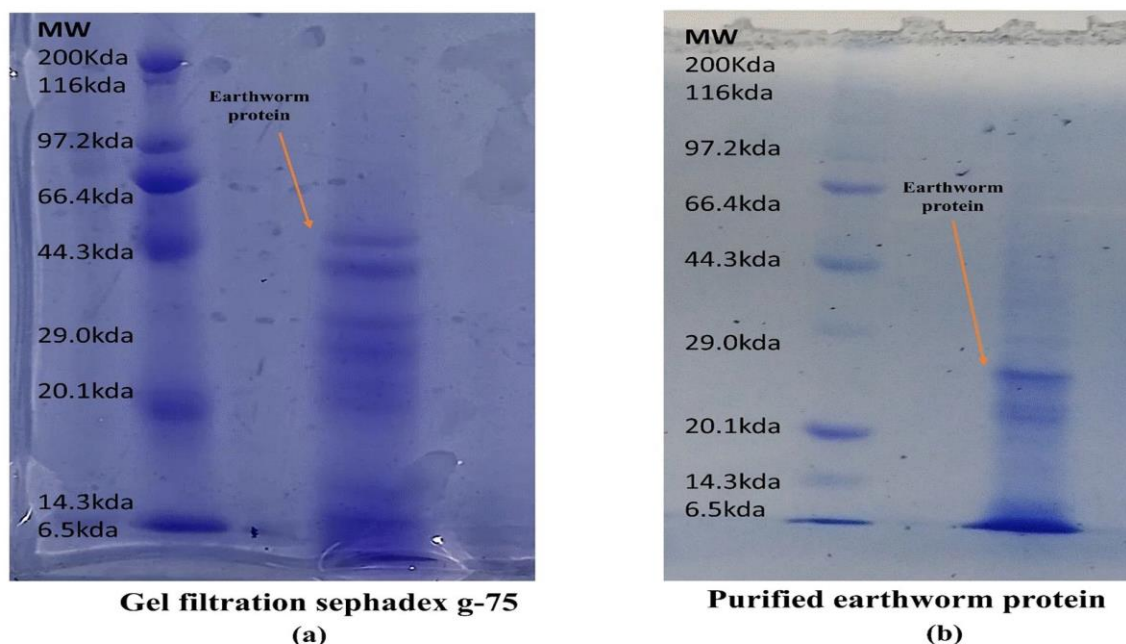 MW
200Kda
116kda
Earthworm
protein
97.2kda
66.4kda
44.3kda
29.0kda
20.1kda
14.3kda
6.5kda
Gel filtration sephadex g-75
(a)
MW
200Kda
116kda
97.2kda
Earthworm
protein
66.4kda
44.3kda
29.0kda
20.1kda
14.3kda
6.5kda
Purified earthworm protein
(b)